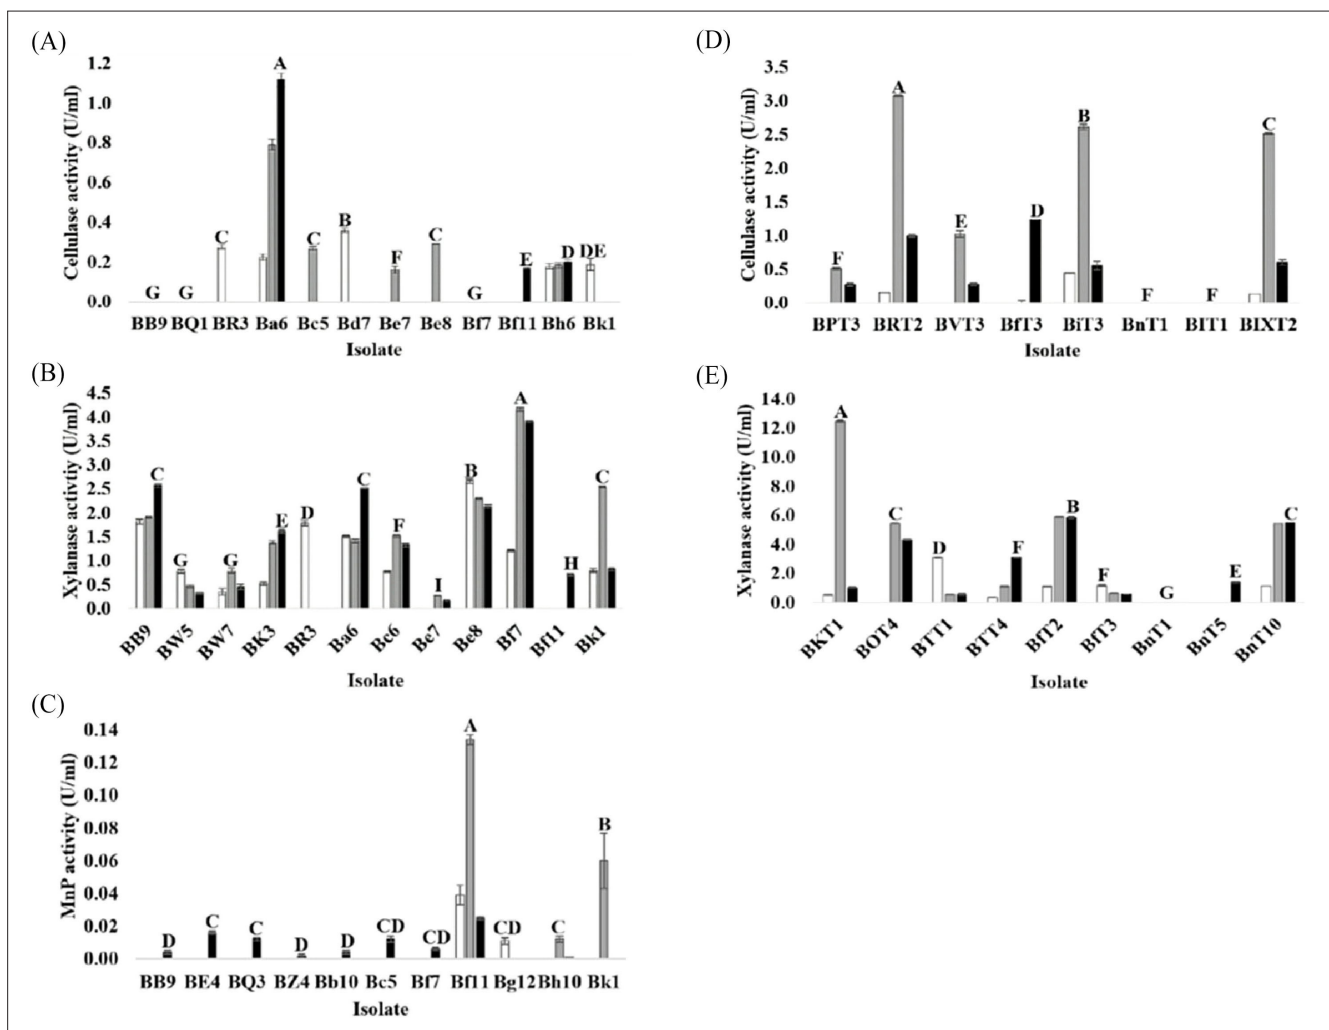 (A)
Cellulase activity (U/ml)
1.2
1.0
0.8
0.6
0.4
0.2
0.0
G G C A C B F C G E D DE
BB9 BQ1 BR3 Ba6 Bc5 Bd7 Be7 Be8 Bf7 Bf11 Bh6 Bk1
Isolate
(B)
Xylanase activtiy (U/ml)
4.5
4.0
3.5
3.0
2.5
2.0
1.5
1.0
0.5
0.0
C G G E D C F I B A H C
BB9 BW5 BW7 BK3 BR3 Ba6 Bc6 Be7 Be8 Bf7 Bf11 Bk1
Isolate
(C)
MnP activity (U/ml)
0.14
0.12
0.10
0.08
0.06
0.04
0.02
0.00
D C C D D CD CD A CD C B
BB9 BE4 BQ3 BZ4 Bb10 Bc5 Bf7 Bf11 Bg12 Bh10 Bk1
Isolate
(D)
Cellulase activity (U/ml)
3.5
3.0
2.5
2.0
1.5
1.0
0.5
0.0
F A E D B F F C
BPT3 BRT2 BVT3 BfT3 BiT3 BnT1 BIT1 BIXT2
Isolate
(E)
Xylanase activity (U/ml)
14.0
12.0
10.0
8.0
6.0
4.0
2.0
0.0
A C D F B F G E C
BKT1 BOT4 BTT1 BTT4 BfT2 BfT3 BnT1 BnT5 BnT10
Isolate